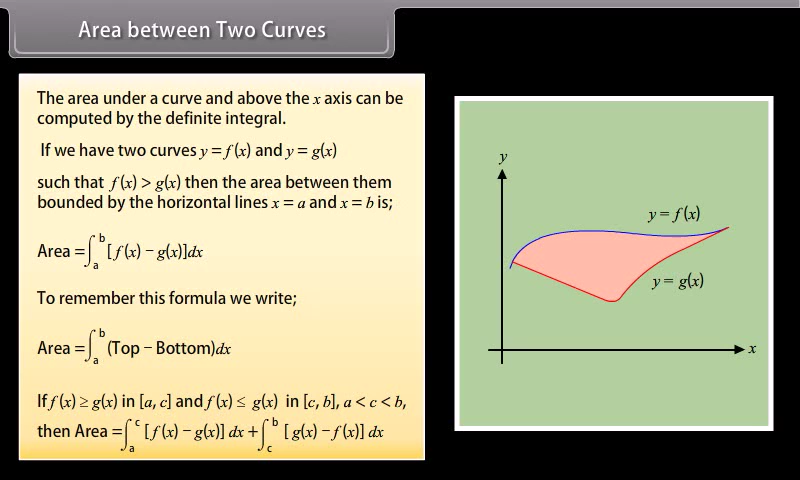 Area between Two Curves
The area under a curve and above the x axis can be
computed by the definite integral.
If we have two curves y = f(x) and y = g(x)
such that f(x) > g(x) then the area between them
bounded by the horizontal lines x = a and x = b is;
Area = ∫_a^b [f(x) − g(x)]dx
To remember this formula we write;
Area = ∫_a^b (Top − Bottom)dx
If f(x) ≥ g(x) in [a, c] and f(x) ≤ g(x) in [c, b], a < c < b,
then Area = ∫_a^c [f(x) − g(x)] dx + ∫_c^b [g(x) − f(x)] dx
y
y = f(x)
y = g(x)
x